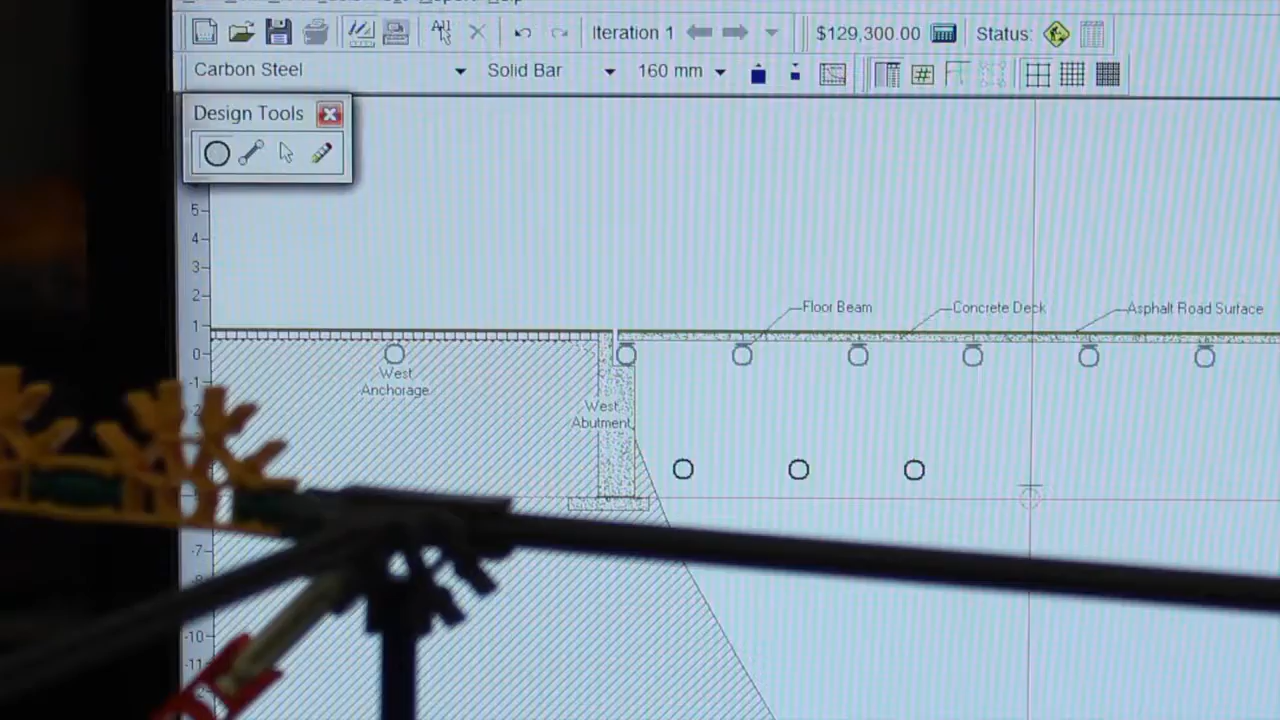 All
Iteration 1
$129,300.00
Status:
Carbon Steel
Solid Bar
160 mm
Design Tools
5
4
3
2
1
0
-1
-7
-10
-11
Floor Beam
Concrete Deck
Asphalt Road Surface
West
Anchorage
West
Abutment